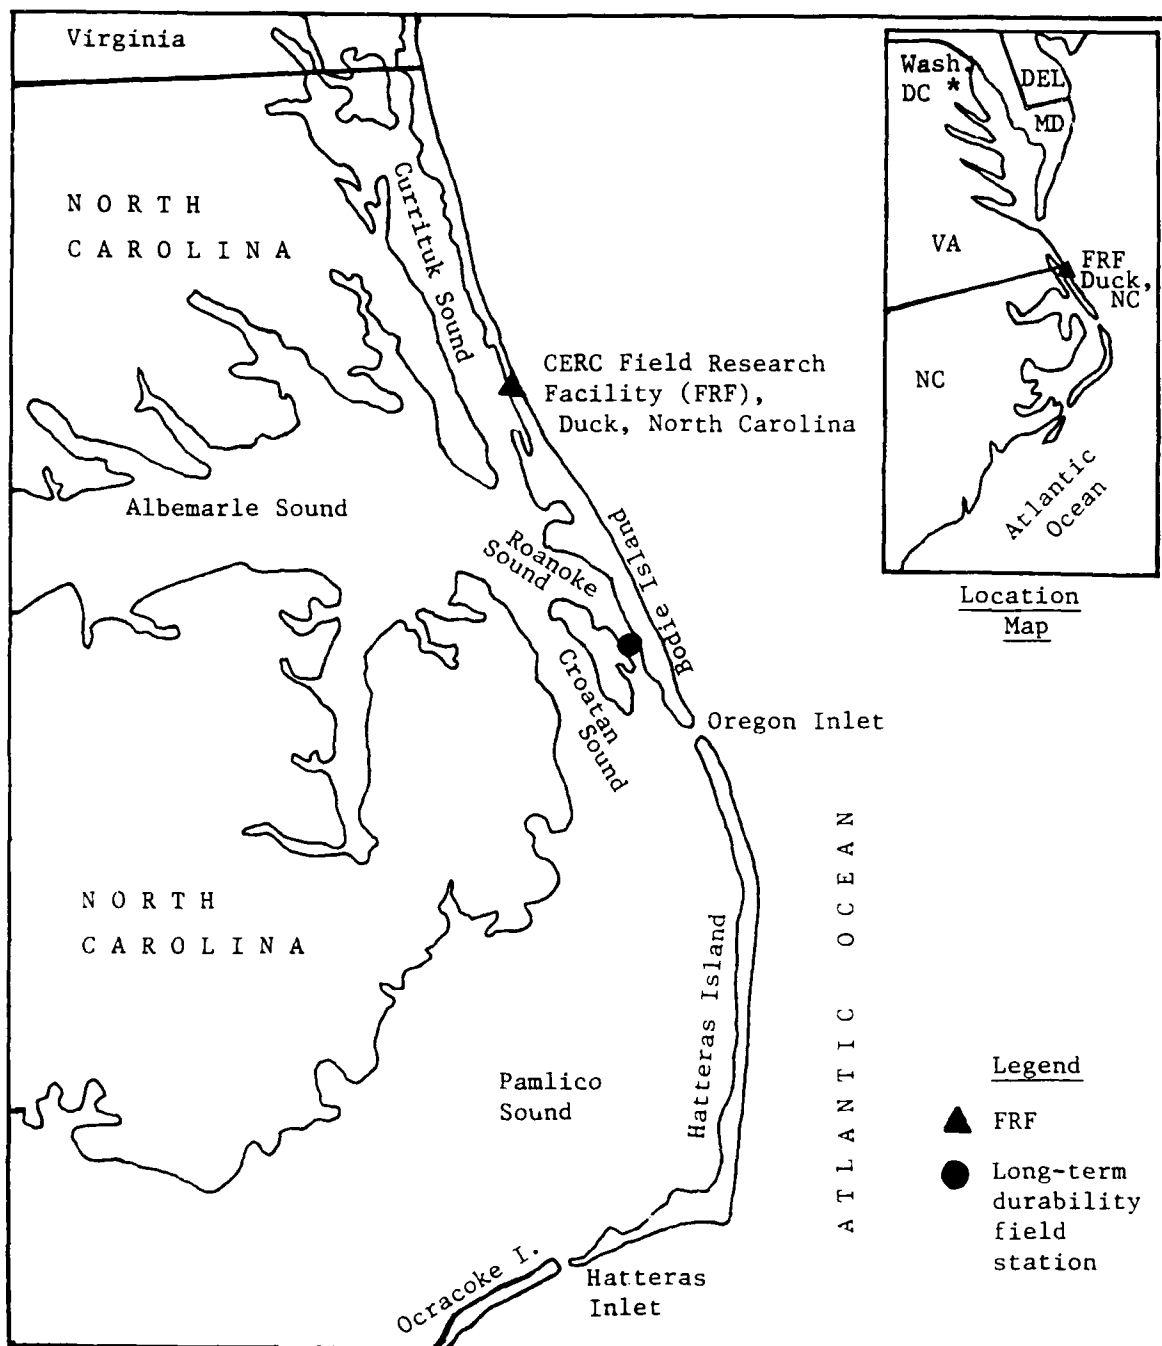 Virginia
NORTH
CAROLINA
Currituk Sound
CERC Field Research
Facility (FRF),
Duck, North Carolina
Albemarle Sound
Roanoke
Sound
Bodie Island
Croatan
Sound
Oregon Inlet
NORTH
CAROLINA
Hatteras Island
ATLANTIC OCEAN
Pamlico
Sound
Ocracoke I.
Hatteras
Inlet
Wash.
DC *
DEL
MD
VA
FRF
Duck,
NC
NC
Atlantic
Ocean
Location
Map
Legend
FRF
Long-term
durability
field
station